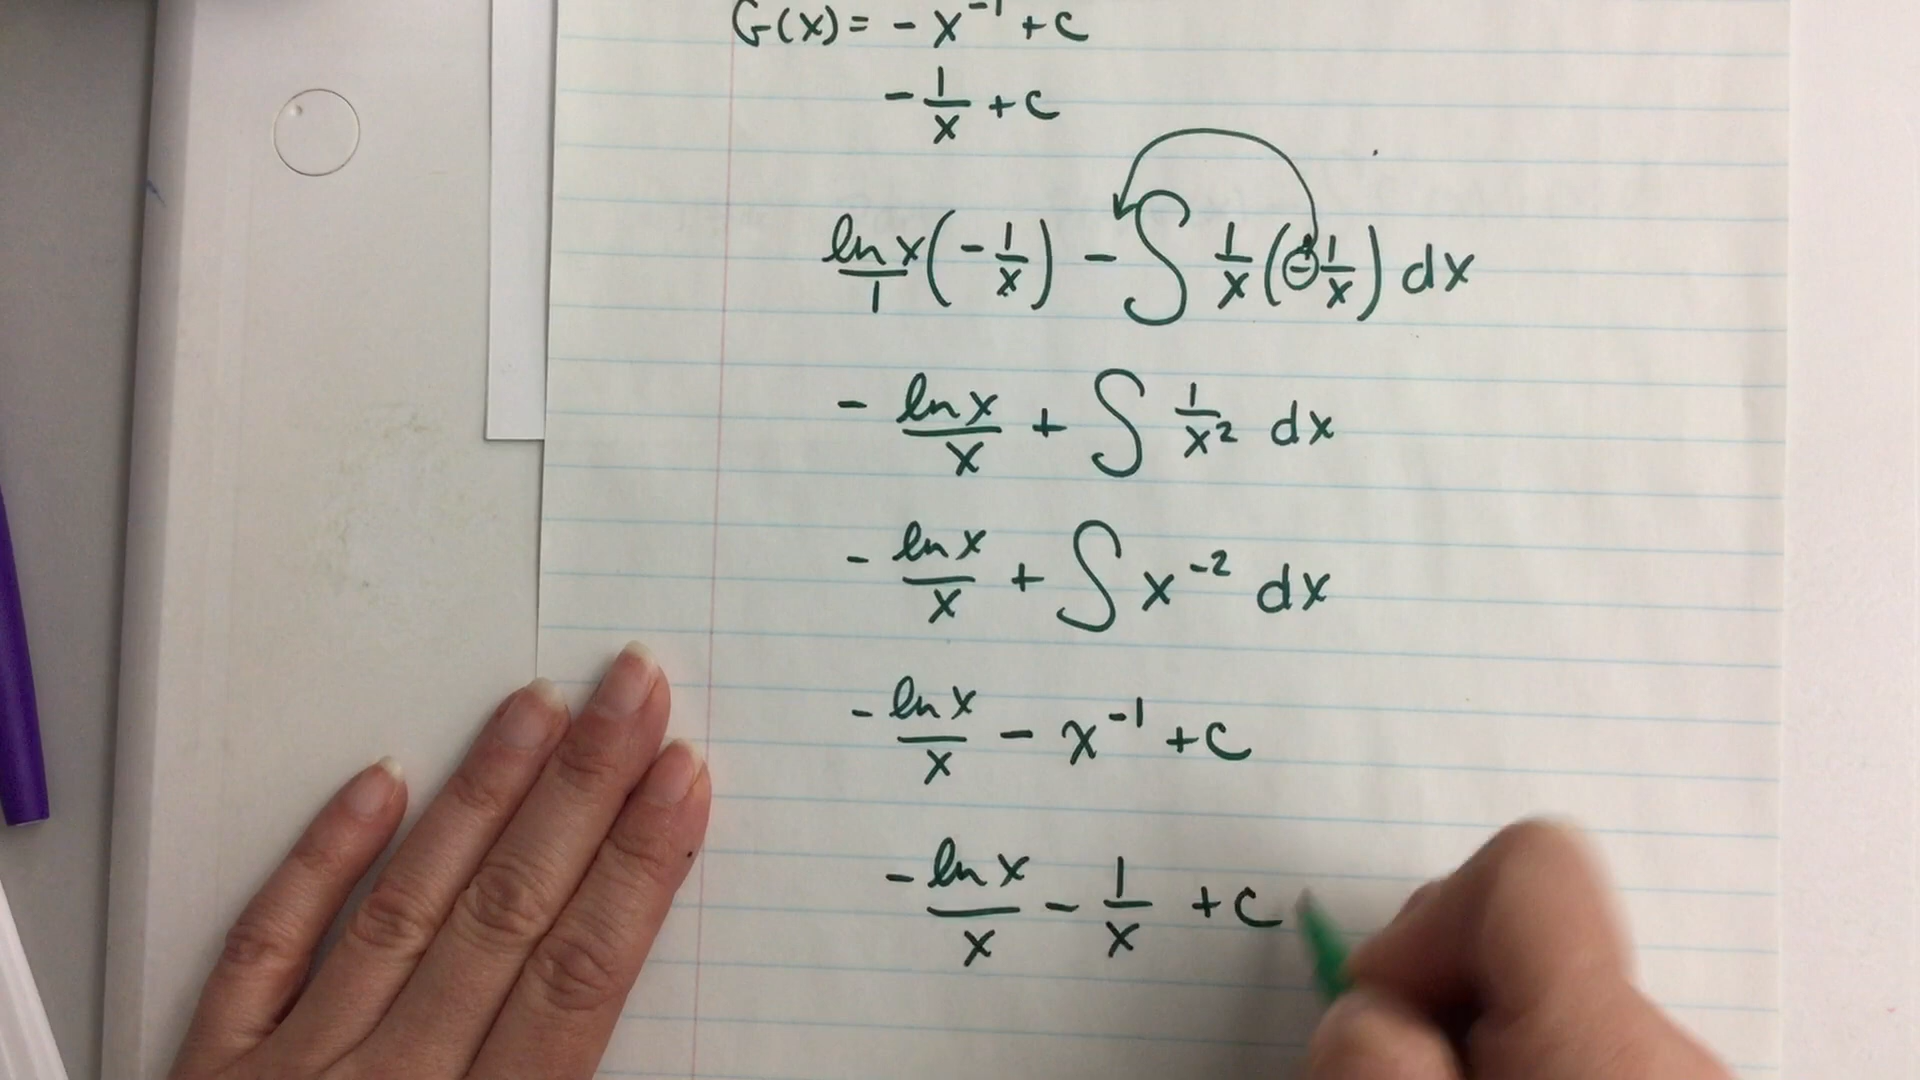 G(x) = - x⁻¹ + c
- 1/x + c
ln x/1 (- 1/x) - ∫ 1/x (- 1/x) dx
- ln x/x + ∫ 1/x² dx
- ln x/x + ∫ x⁻² dx
- ln x/x - x⁻¹ + c
- ln x/x - 1/x + c